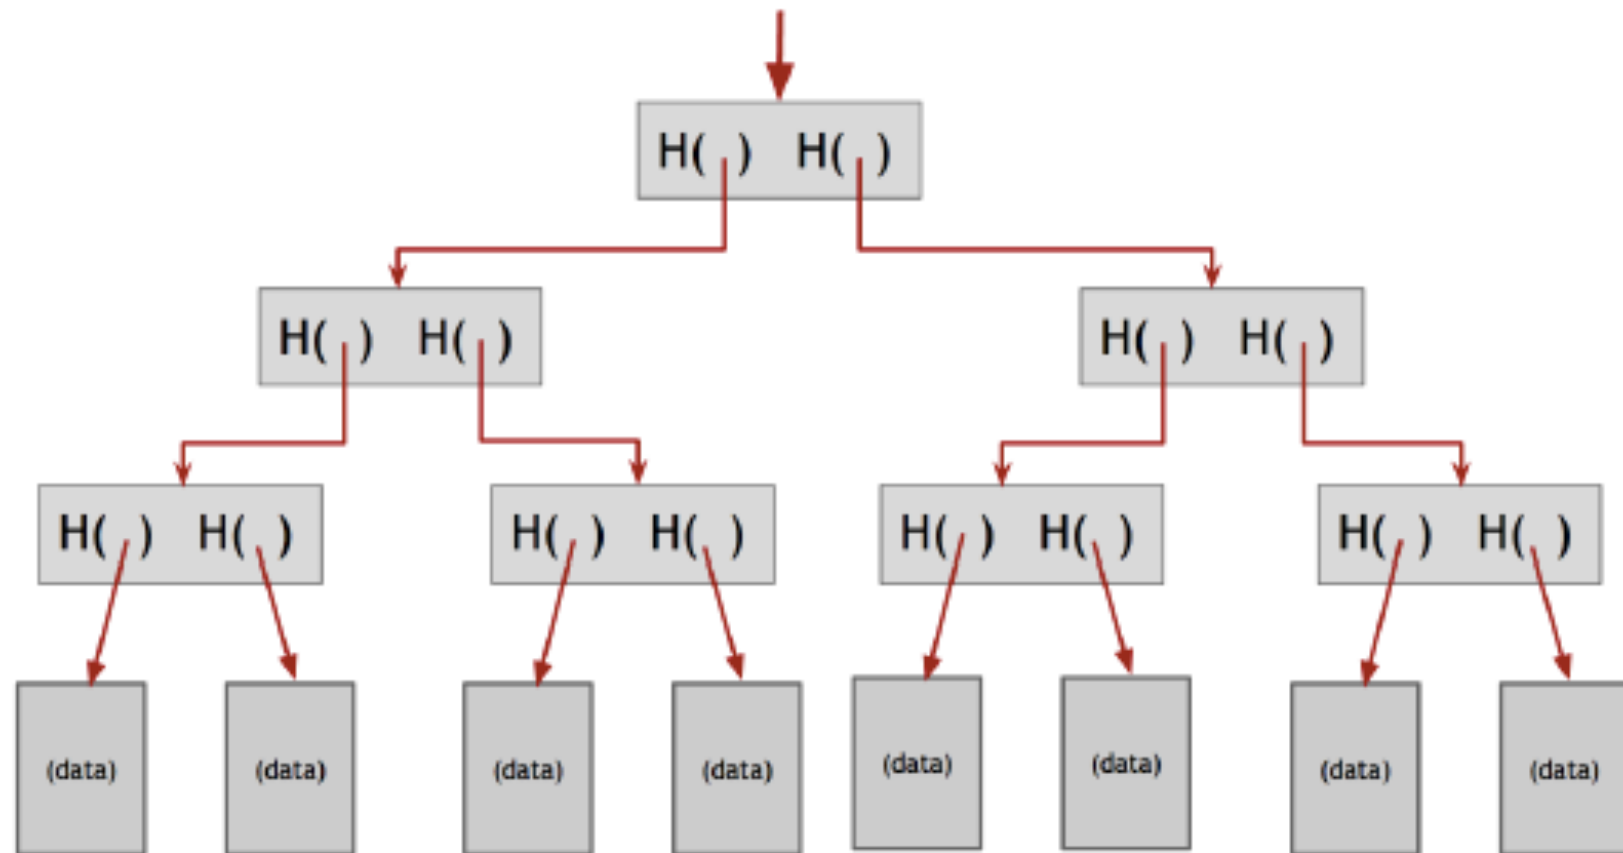 H( ) H( )
H( ) H( ) H( ) H( )
H( ) H( ) H( ) H( ) H( ) H( ) H( ) H( )
(data) (data) (data) (data) (data) (data) (data) (data)